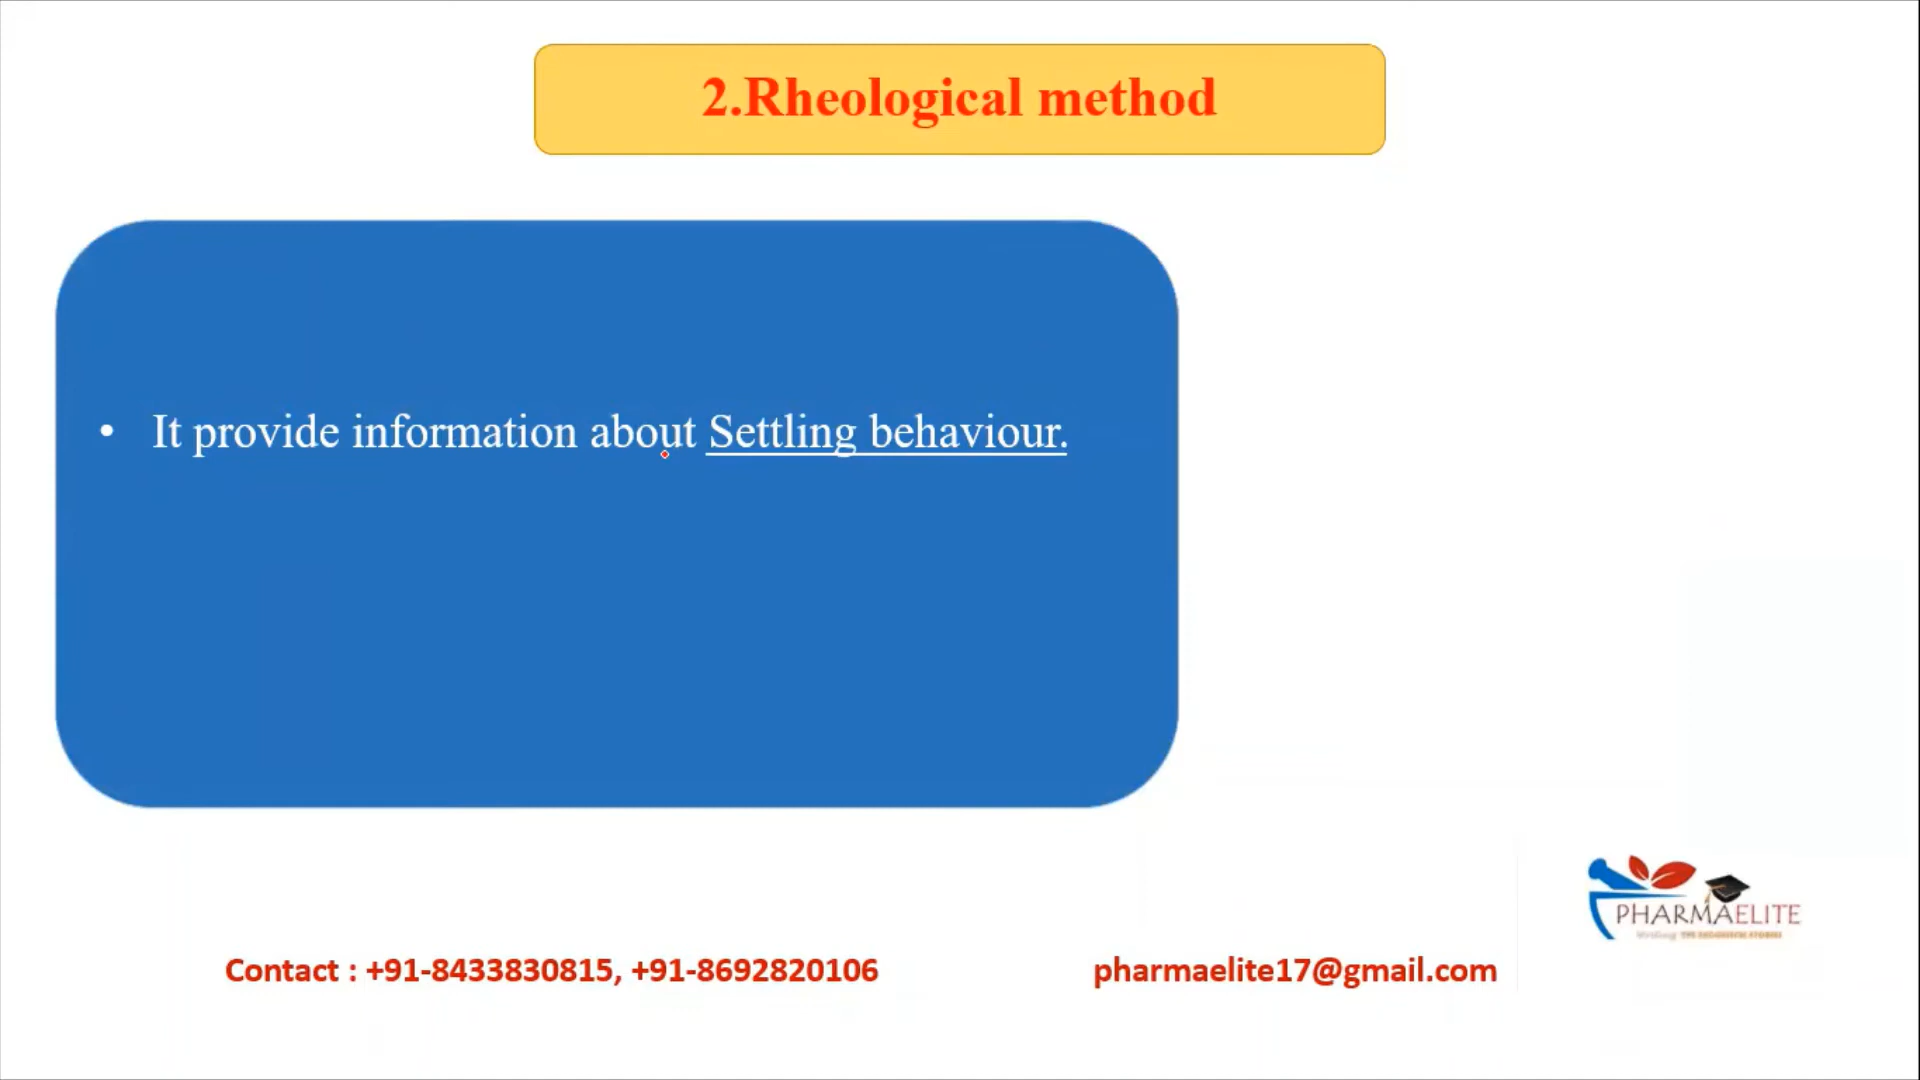 2.Rheological method
• It provide information about Settling behaviour.
PHARMAELITE
Contact : +91-8433830815, +91-8692820106
pharmaelite17@gmail.com